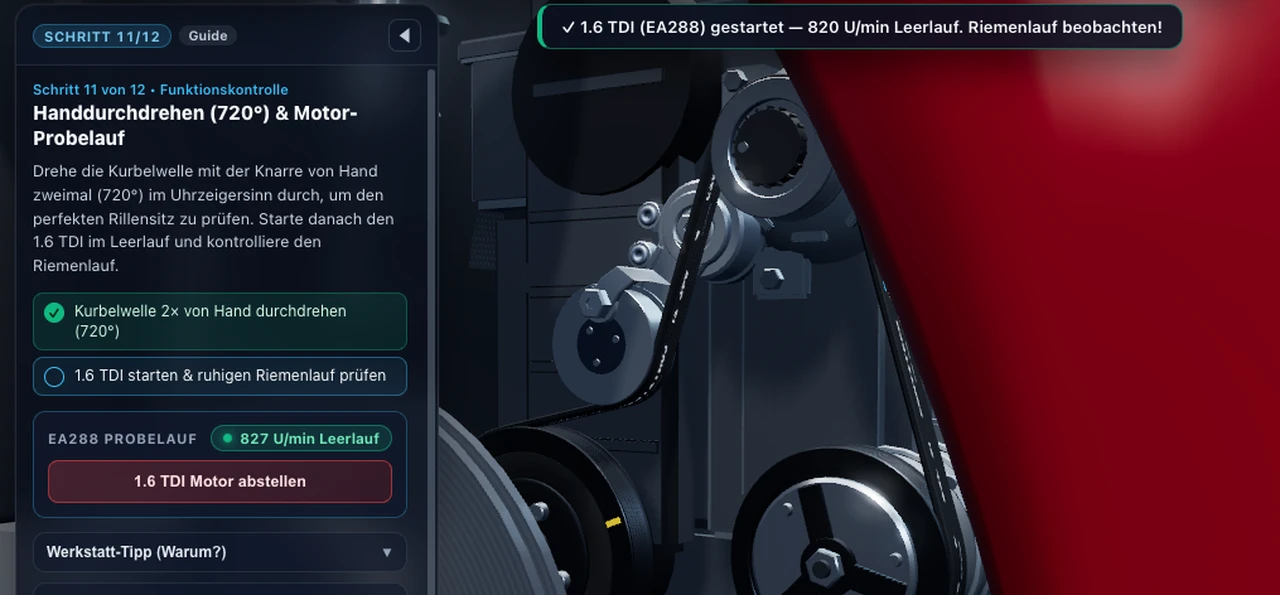 SCHRITT 11/12
Guide
◀
✓ 1.6 TDI (EA288) gestartet — 820 U/min Leerlauf. Riemenlauf beobachten!
Schritt 11 von 12 • Funktionskontrolle
Handdurchdrehen (720°) & Motor-
Probelauf
Drehe die Kurbelwelle mit der Knarre von Hand
zweimal (720°) im Uhrzeigersinn durch, um den
perfekten Rillensitz zu prüfen. Starte danach den
1.6 TDI im Leerlauf und kontrolliere den
Riemenlauf.
Kurbelwelle 2× von Hand durchdrehen
(720°)
1.6 TDI starten & ruhigen Riemenlauf prüfen
EA288 PROBELAUF
827 U/min Leerlauf
1.6 TDI Motor abstellen
Werkstatt-Tipp (Warum?)
▼